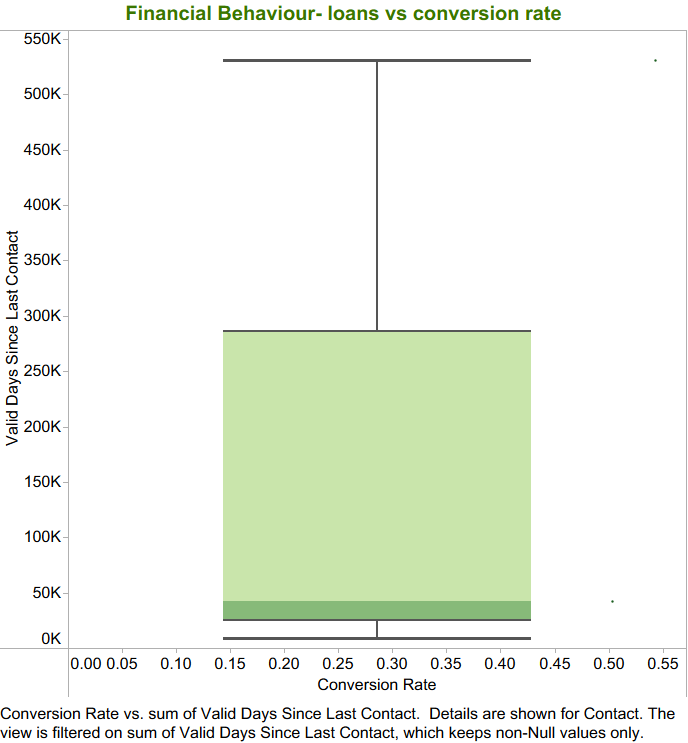 Financial Behaviour- loans vs conversion rate
550K
500K
450K
400K
350K
300K
250K
200K
150K
100K
50K
0K
Valid Days Since Last Contact
0.00 0.05 0.10 0.15 0.20 0.25 0.30 0.35 0.40 0.45 0.50 0.55
Conversion Rate
Conversion Rate vs. sum of Valid Days Since Last Contact.  Details are shown for Contact. The
view is filtered on sum of Valid Days Since Last Contact, which keeps non-Null values only.